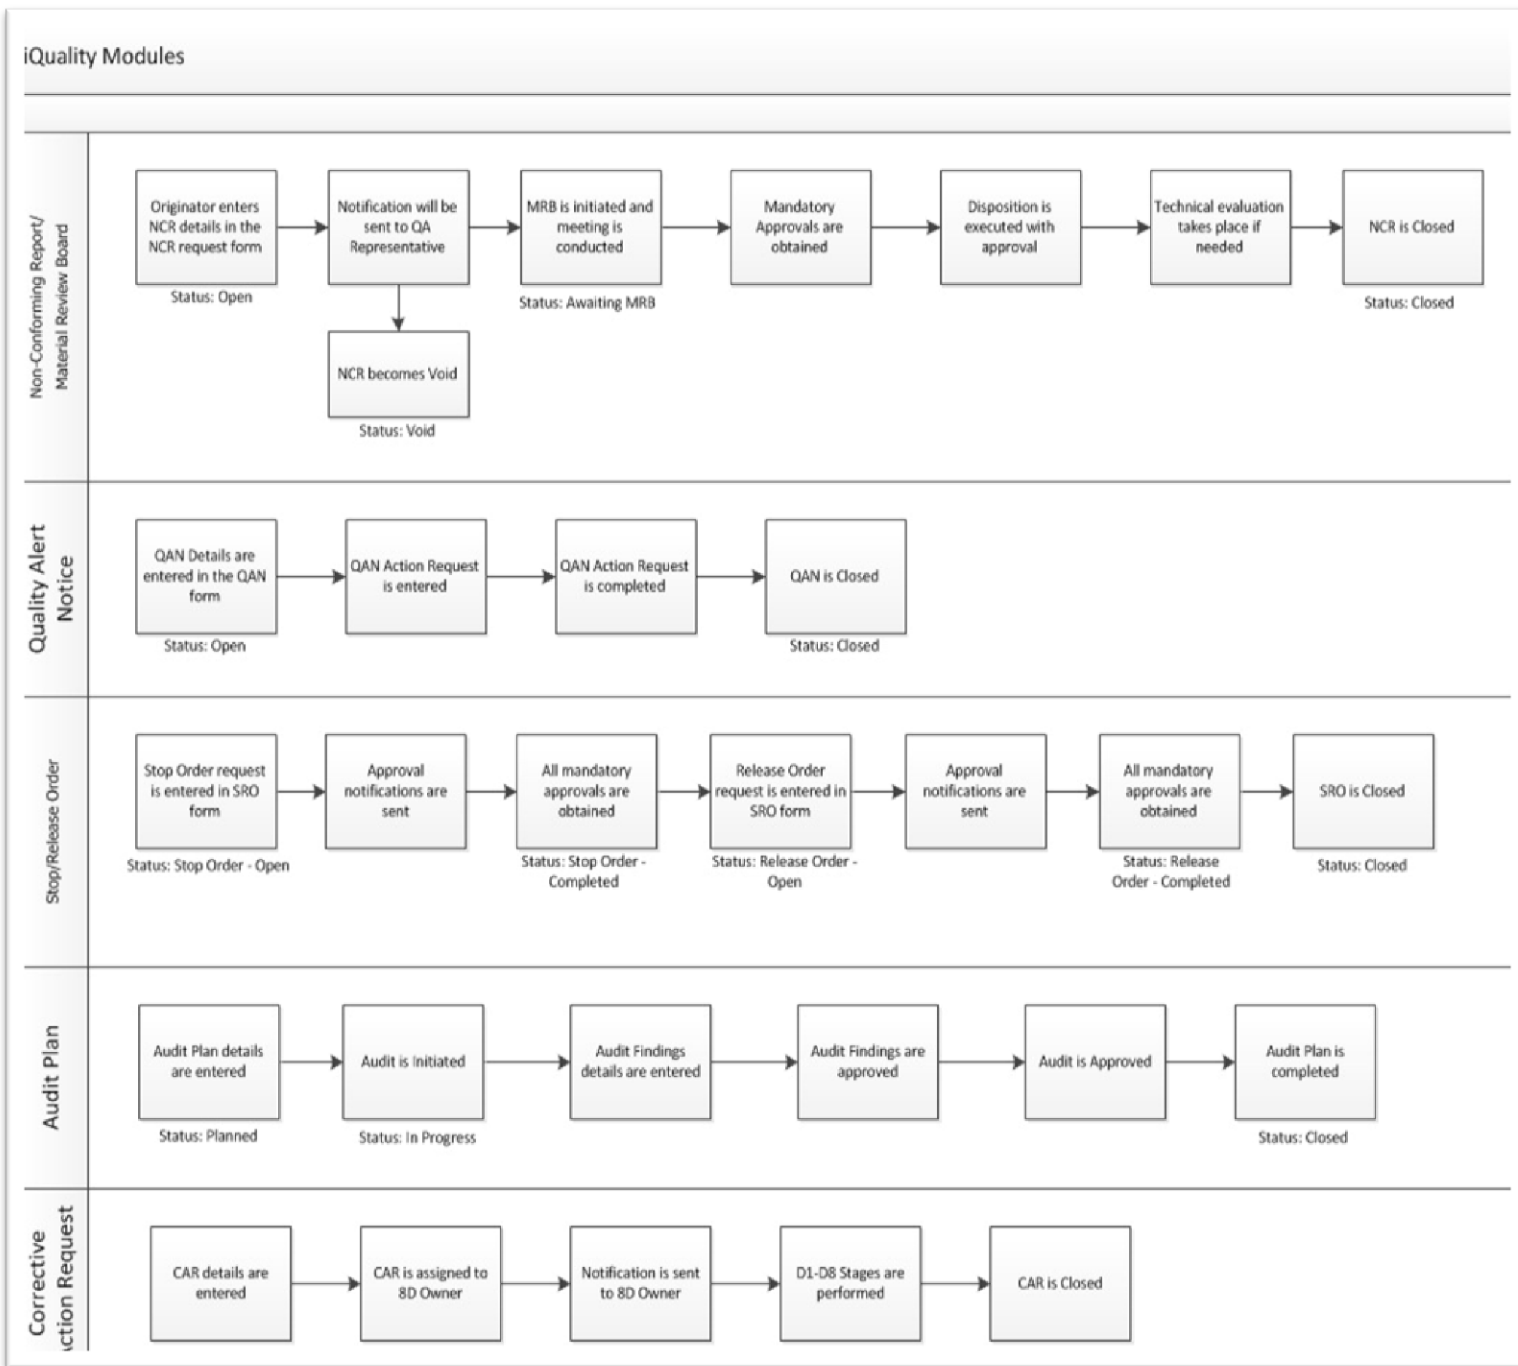 iQuality Modules
Non-Conforming Report/
Material Review Board
Originator enters
NCR details in the
NCR request form
Status: Open
Notification will be
sent to QA
Representative
MRB is initiated and
meeting is
conducted
Status: Awaiting MRB
Mandatory
Approvals are
obtained
Disposition is
executed with
approval
Technical evaluation
takes place if
needed
NCR is Closed
Status: Closed
NCR becomes Void
Status: Void
Quality Alert
Notice
QAN Details are
entered in the QAN
form
Status: Open
QAN Action Request
is entered
QAN Action Request
is completed
QAN is Closed
Status: Closed
Stop/Release Order
Stop Order request
is entered in SRO
form
Status: Stop Order - Open
Approval
notifications are
sent
All mandatory
approvals are
obtained
Status: Stop Order -
Completed
Release Order
request is entered in
SRO form
Status: Release Order -
Open
Approval
notifications are
sent
All mandatory
approvals are
obtained
Status: Release
Order - Completed
SRO is Closed
Status: Closed
Audit Plan
Audit Plan details
are entered
Status: Planned
Audit is Initiated
Status: In Progress
Audit Findings
details are entered
Audit Findings are
approved
Audit is Approved
Audit Plan is
completed
Status: Closed
Corrective
Action Request
CAR details are
entered
CAR is assigned to
8D Owner
Notification is sent
to 8D Owner
D1-D8 Stages are
performed
CAR is Closed